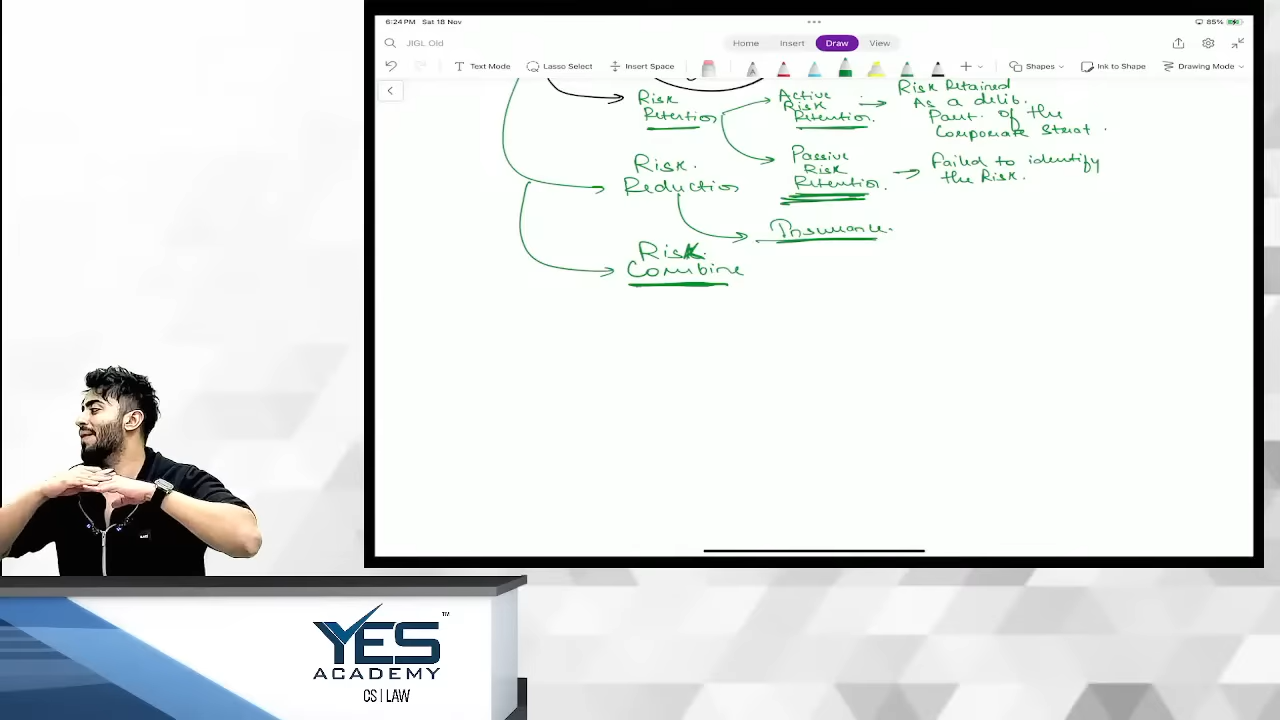 6:24 PM Sat 18 Nov
85%
JIGL Old
Home Insert Draw View
Text Mode Lasso Select Insert Space Shapes Ink to Shape Drawing Mode
Risk Retention
Active Risk Retention.
Risk Retained
As a delib.
Part of the
Corporate Strat.
Passive Risk Retention.
Failed to identify
the Risk.
Risk.
Reduction
Insurance.
Risk.
Combine
YES
TM
ACADEMY
CS | LAW